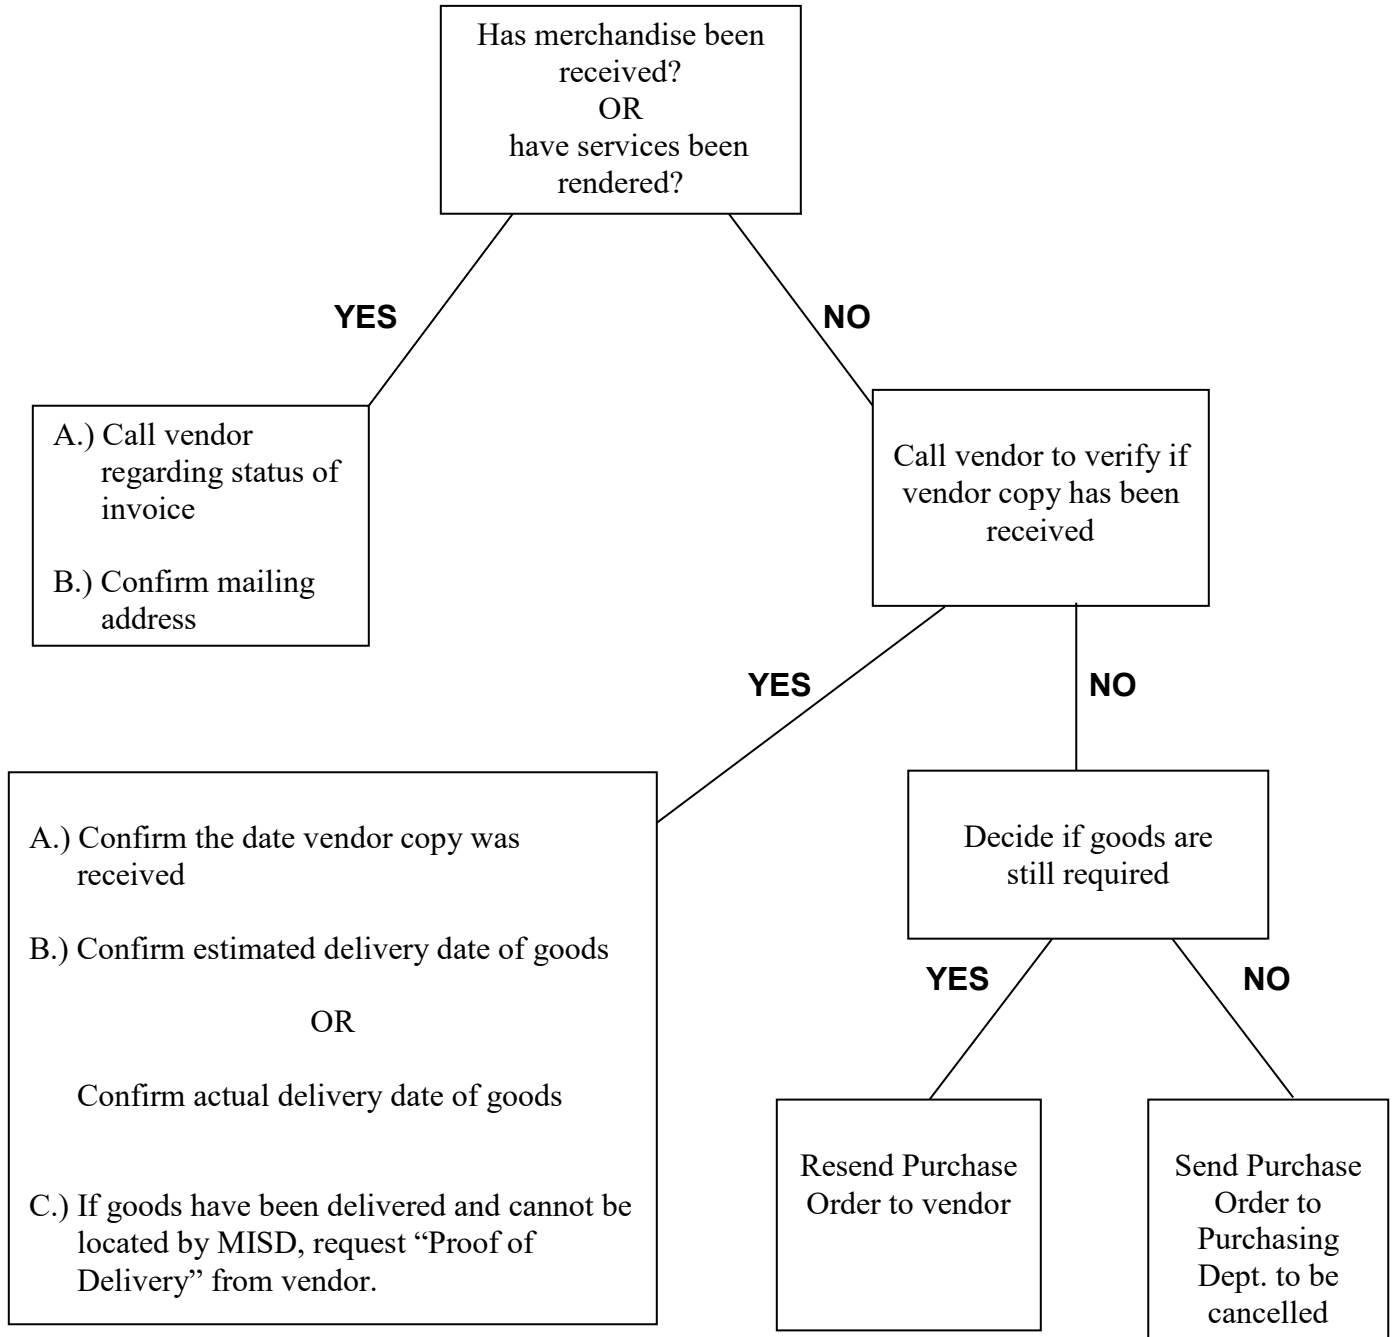 Has merchandise been
received?
OR
have services been
rendered?
YES
NO
A.) Call vendor
regarding status of
invoice
B.) Confirm mailing
address
Call vendor to verify if
vendor copy has been
received
YES
NO
A.) Confirm the date vendor copy was
received
B.) Confirm estimated delivery date of goods
OR
Confirm actual delivery date of goods
C.) If goods have been delivered and cannot be
located by MISD, request “Proof of
Delivery” from vendor.
Decide if goods are
still required
YES
NO
Resend Purchase
Order to vendor
Send Purchase
Order to
Purchasing
Dept. to be
cancelled